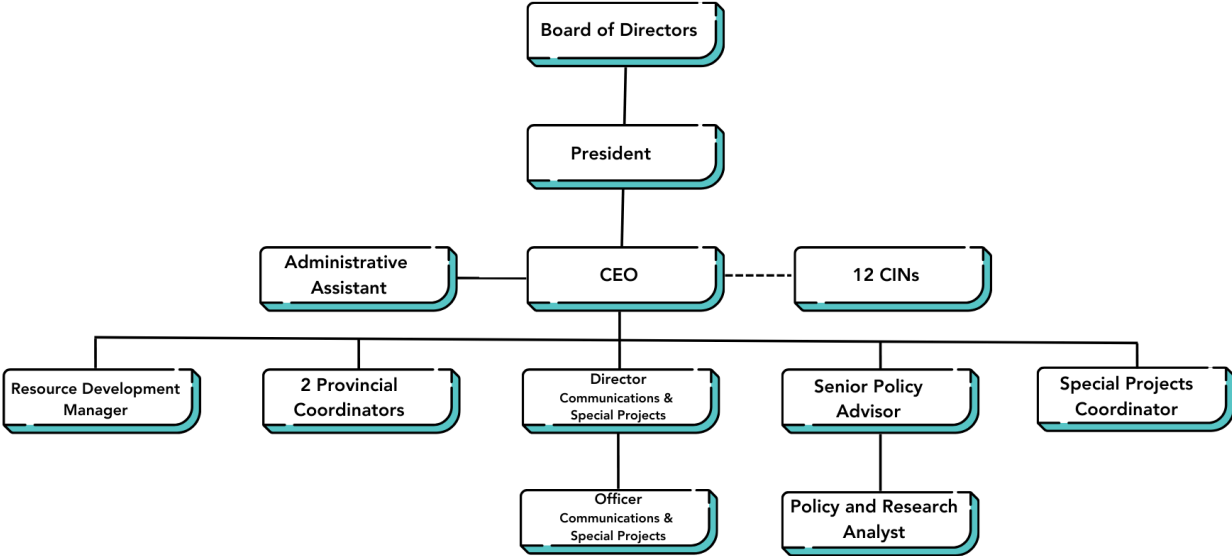 Board of Directors
President
Administrative
Assistant
CEO
12 CINs
Resource Development
Manager
2 Provincial
Coordinators
Director
Communications &
Special Projects
Senior Policy
Advisor
Special Projects
Coordinator
Officer
Communications &
Special Projects
Policy and Research
Analyst